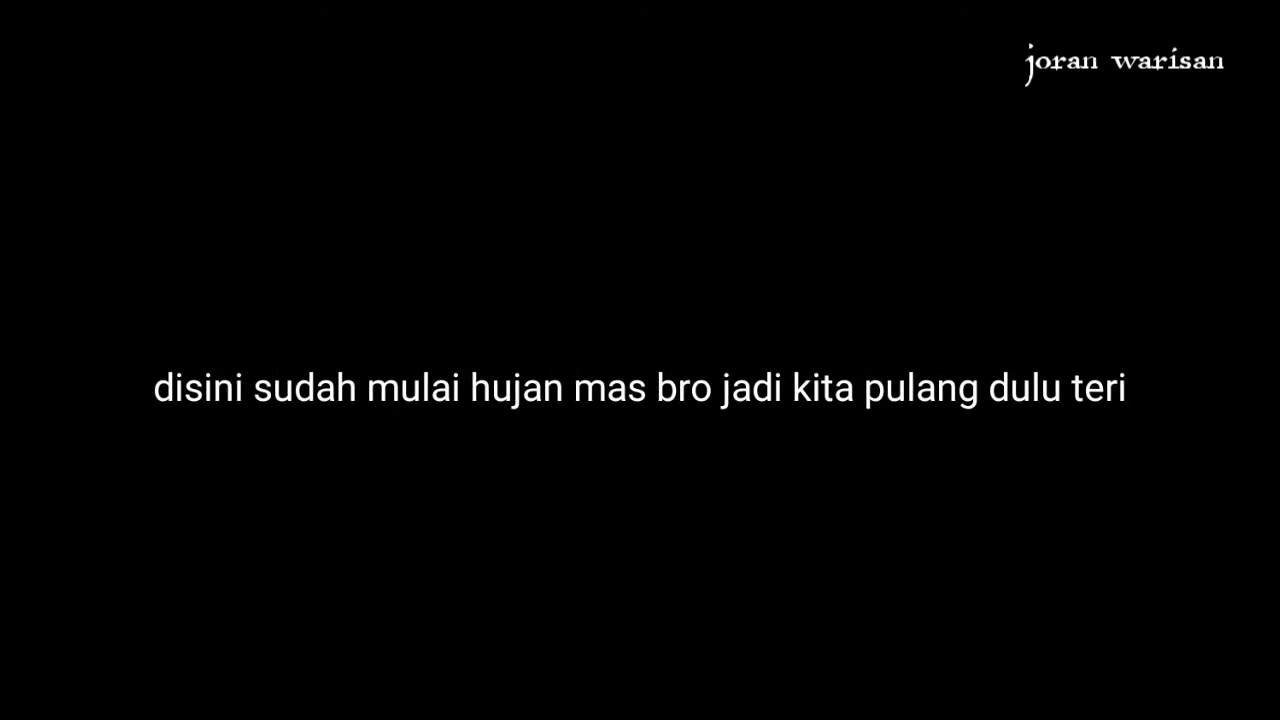 joran warisan
disini sudah mulai hujan mas bro jadi kita pulang dulu teri